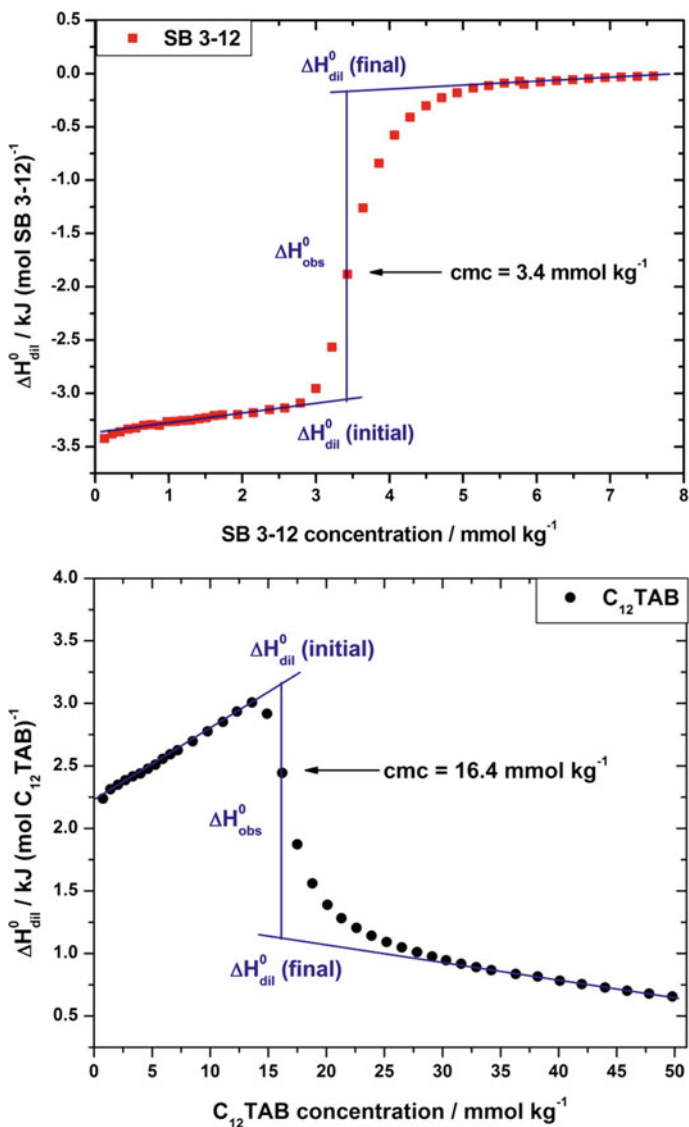 SB 3-12
ΔH⁰dil (final)
ΔH⁰obs
cmc = 3.4 mmol kg⁻¹
ΔH⁰dil (initial)
ΔH⁰dil / kJ (mol SB 3-12)⁻¹
0.5
0.0
-0.5
-1.0
-1.5
-2.0
-2.5
-3.0
-3.5
0 1 2 3 4 5 6 7 8
SB 3-12 concentration / mmol kg⁻¹
C₁₂TAB
ΔH⁰dil (initial)
cmc = 16.4 mmol kg⁻¹
ΔH⁰obs
ΔH⁰dil (final)
ΔH⁰dil / kJ (mol C₁₂TAB)⁻¹
4.0
3.5
3.0
2.5
2.0
1.5
1.0
0.5
0 5 10 15 20 25 30 35 40 45 50
C₁₂TAB concentration / mmol kg⁻¹